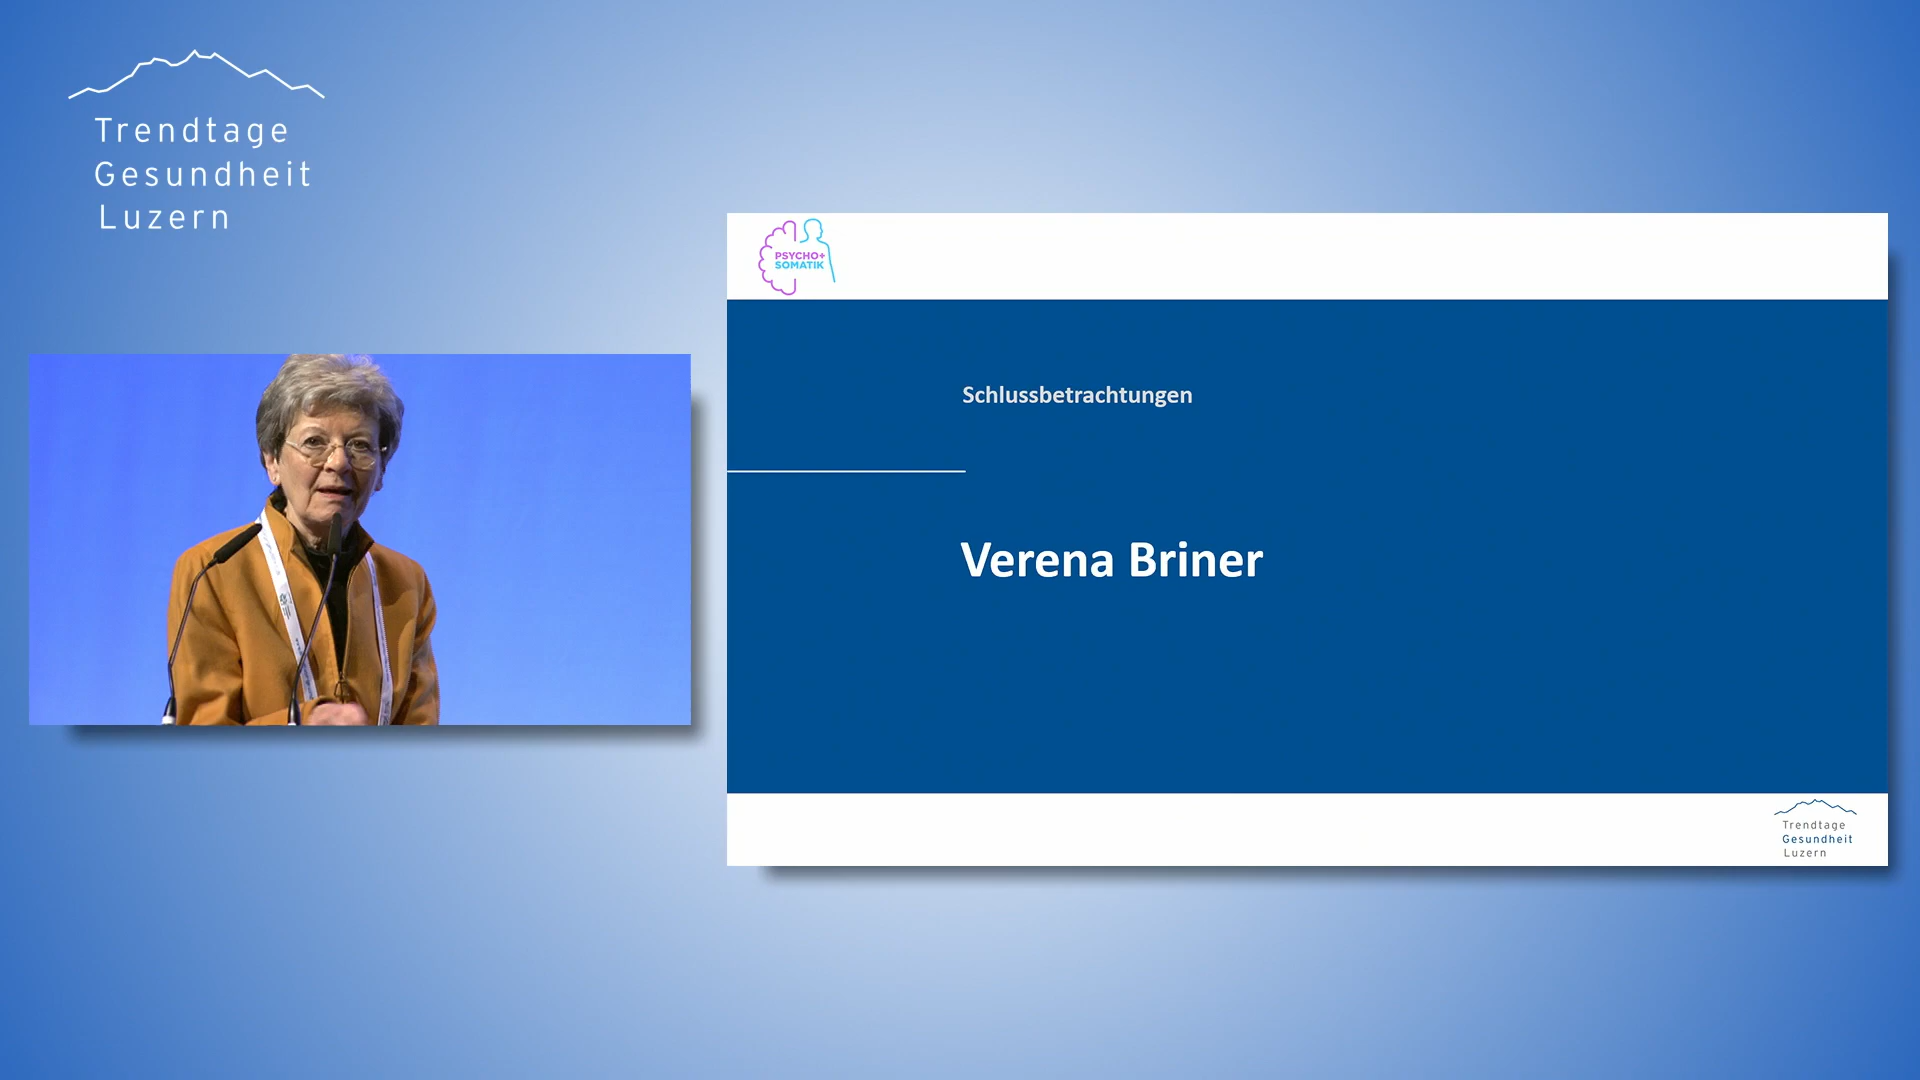 Trendtage
Gesundheit
Luzern
PSYCHO+
SOMATIK
Schlussbetrachtungen
Verena Briner
Trendtage
Gesundheit
Luzern